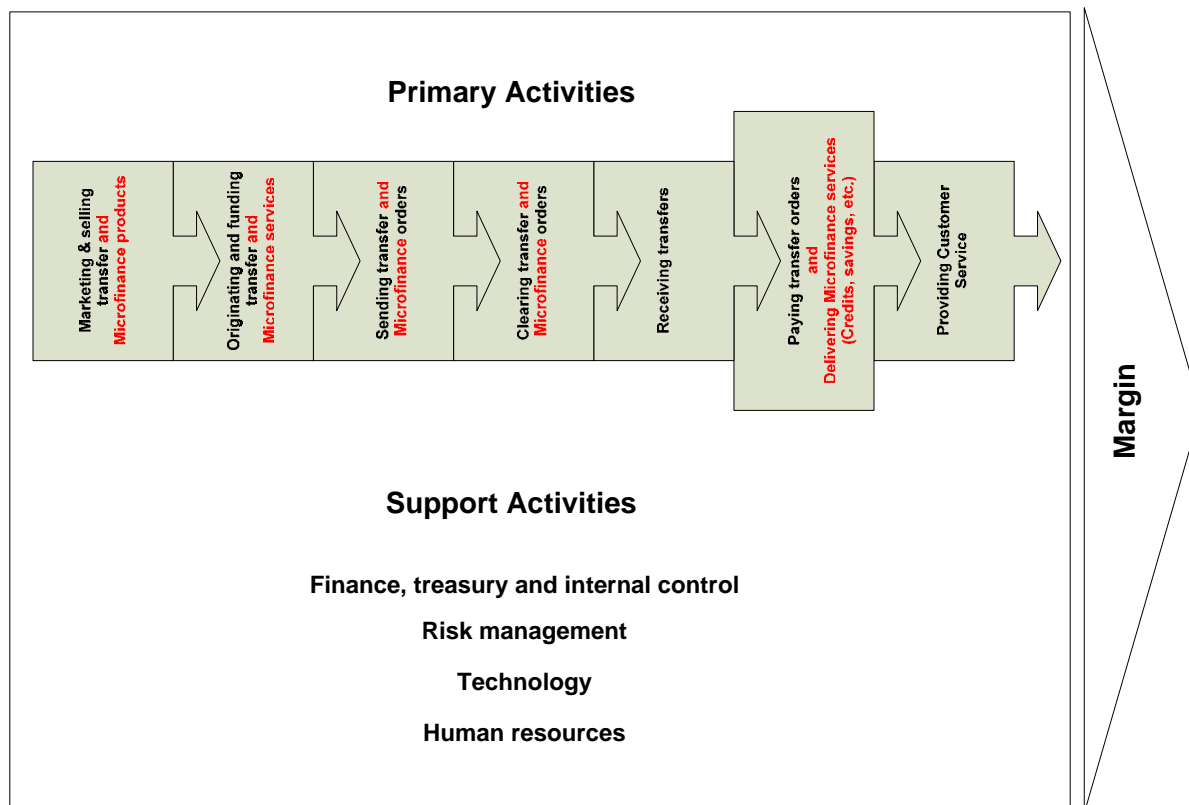 Primary Activities
Marketing & selling
transfer and
Microfinance products
Originating and funding
transfer and
Microfinance services
Sending transfer and
Microfinance orders
Clearing transfer and
Microfinance orders
Receiving transfers
Paying transfer orders
and
Delivering Microfinance services
(Credits, savings, etc.)
Providing Customer
Service
Margin
Support Activities
Finance, treasury and internal control
Risk management
Technology
Human resources